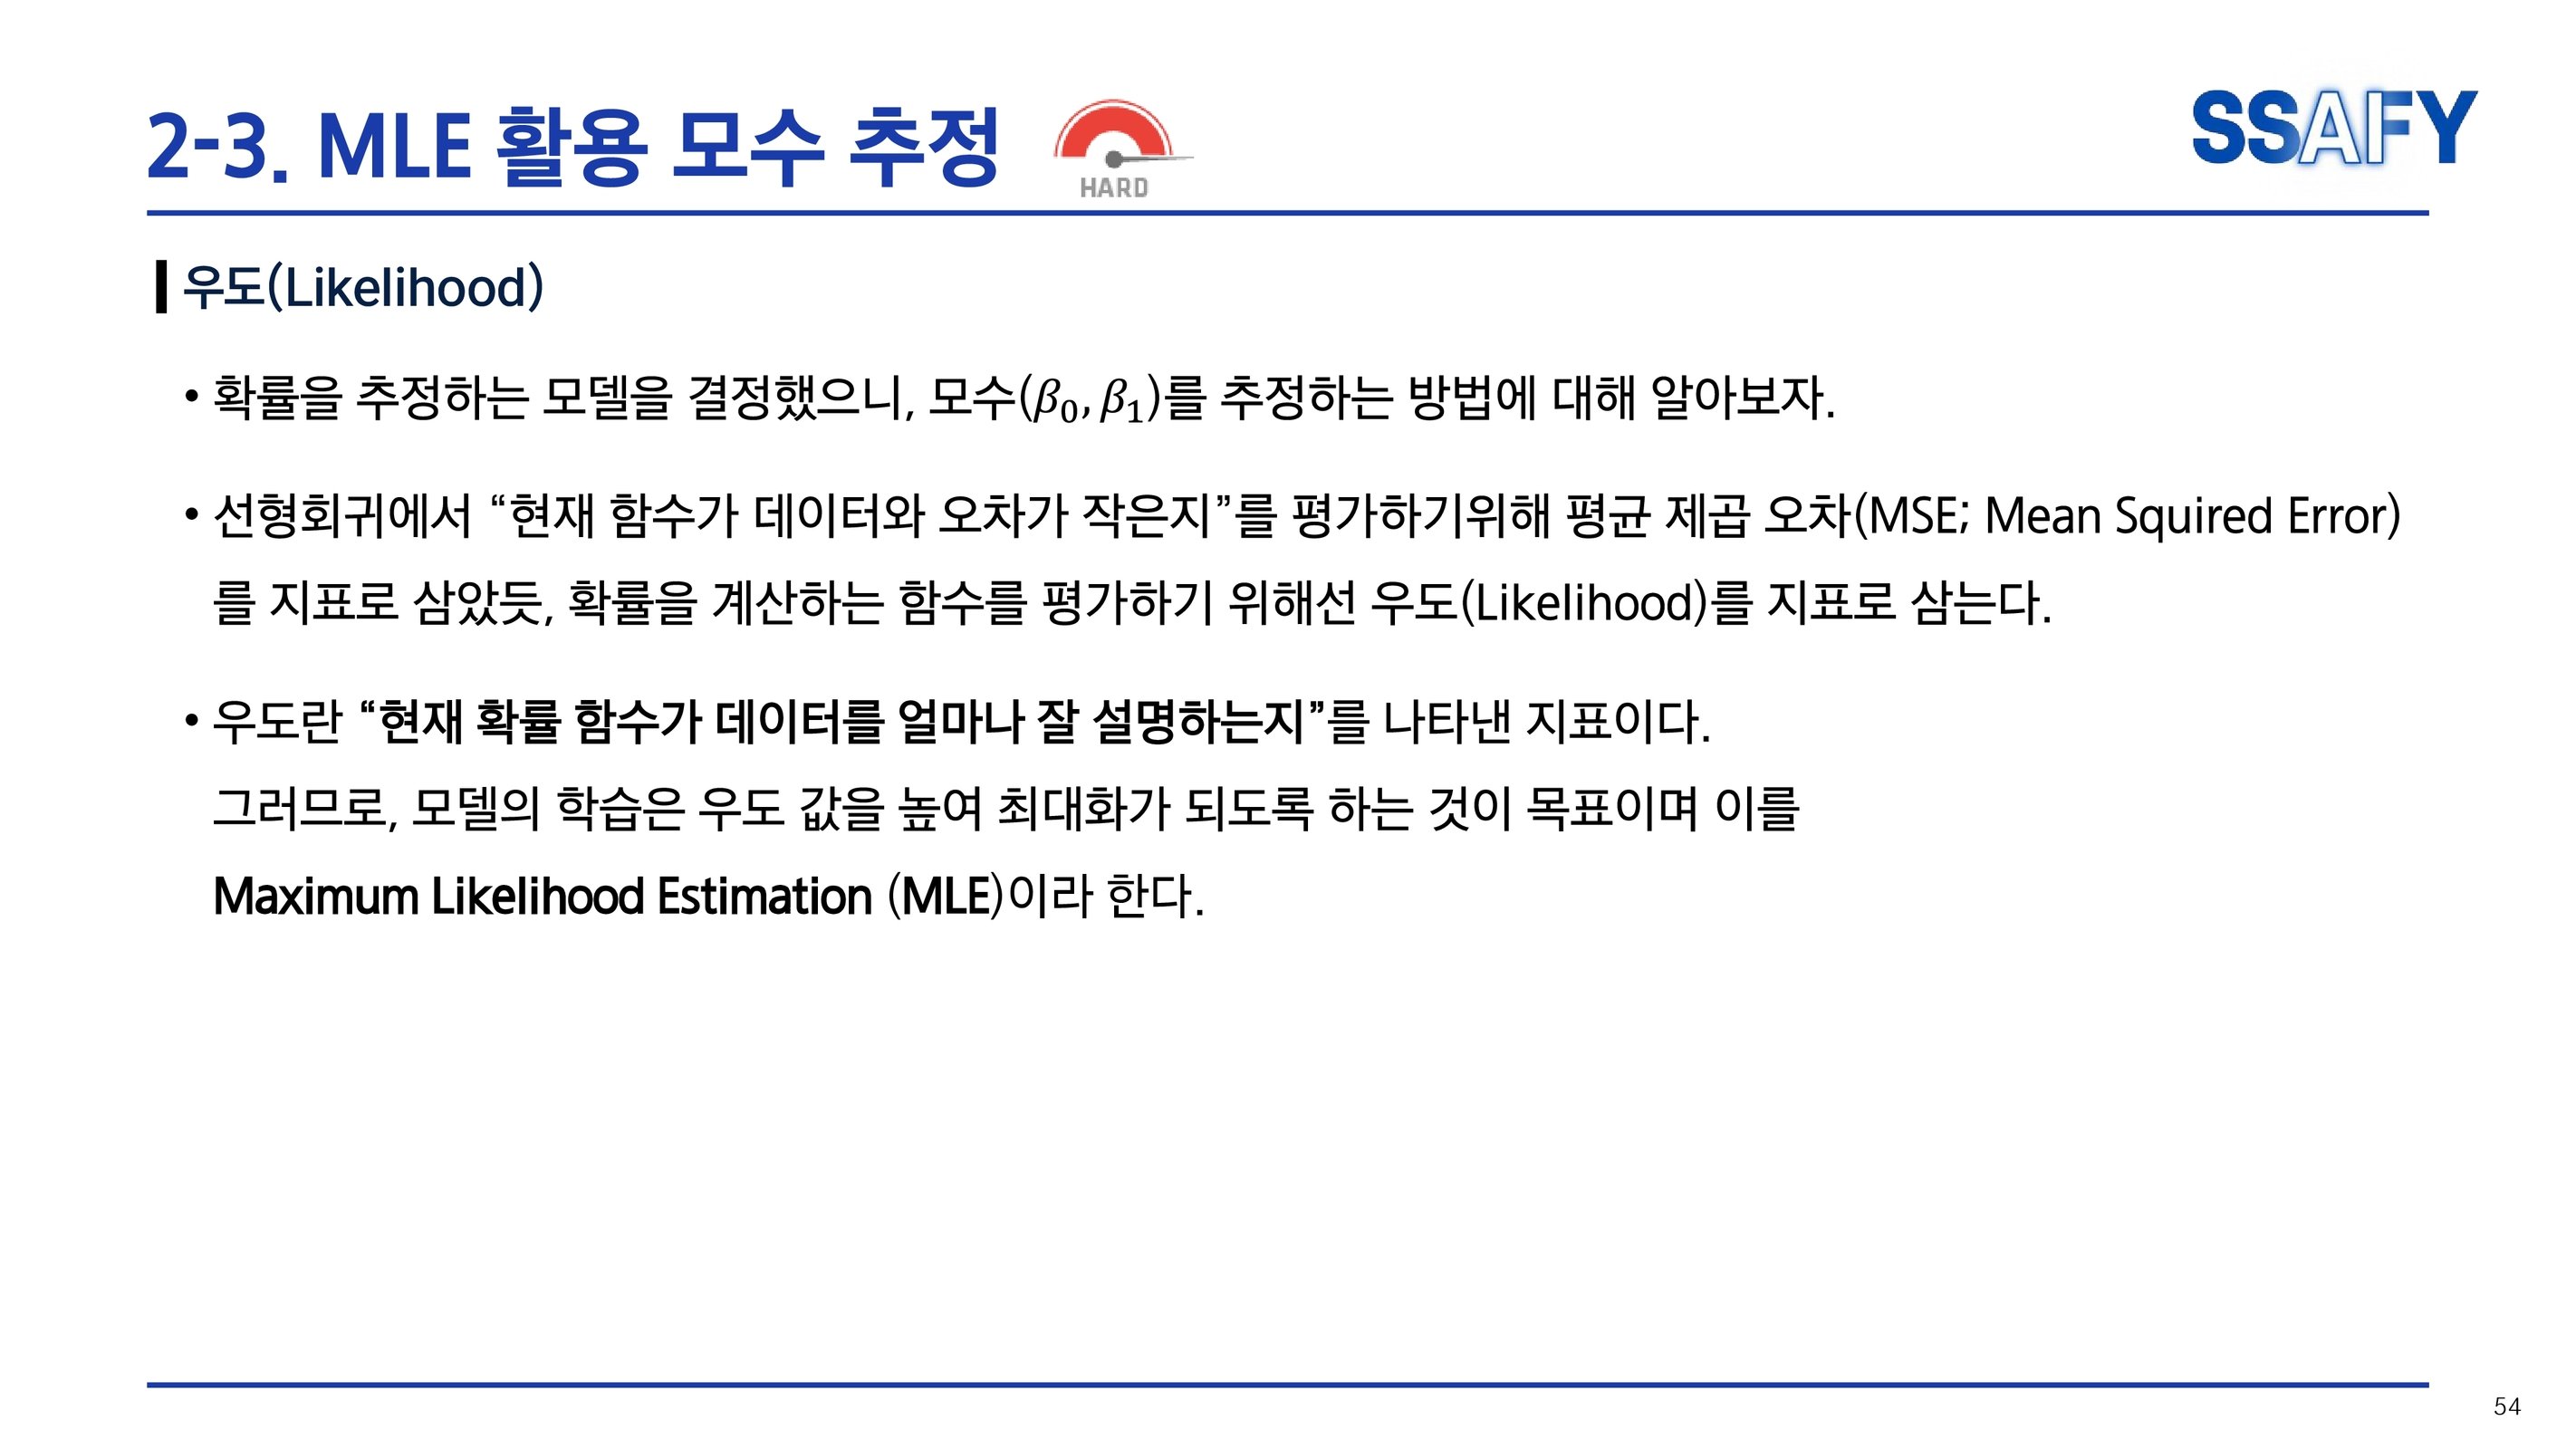 2-3. MLE 활용 모수 추정
HARD
SSAFY
우도(Likelihood)
• 확률을 추정하는 모델을 결정했으니, 모수(β₀, β₁)를 추정하는 방법에 대해 알아보자.
• 선형회귀에서 “현재 함수가 데이터와 오차가 작은지”를 평가하기위해 평균 제곱 오차(MSE; Mean Squired Error)
를 지표로 삼았듯, 확률을 계산하는 함수를 평가하기 위해선 우도(Likelihood)를 지표로 삼는다.
• 우도란 “현재 확률 함수가 데이터를 얼마나 잘 설명하는지”를 나타낸 지표이다.
그러므로, 모델의 학습은 우도 값을 높여 최대화가 되도록 하는 것이 목표이며 이를
Maximum Likelihood Estimation (MLE)이라 한다.
54